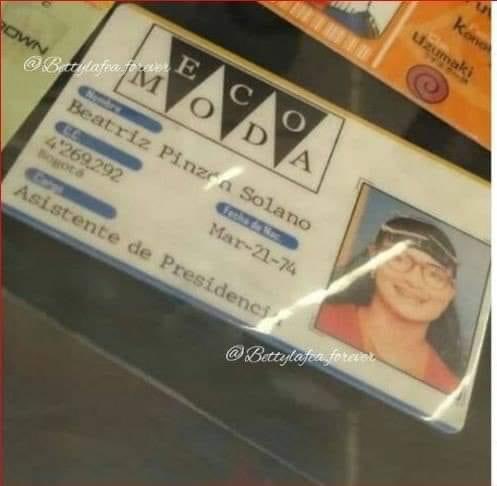 ROWN
Uzumaki
@Bettylafea.forever
ECO
MODA
Nombre
Beatriz Pinzón Solano
C.C.
4'269,292
Bogotá
Fecha de Nac.
Mar-21-74
Cargo
Asistente de Presidencia
@Bettylafea.forever